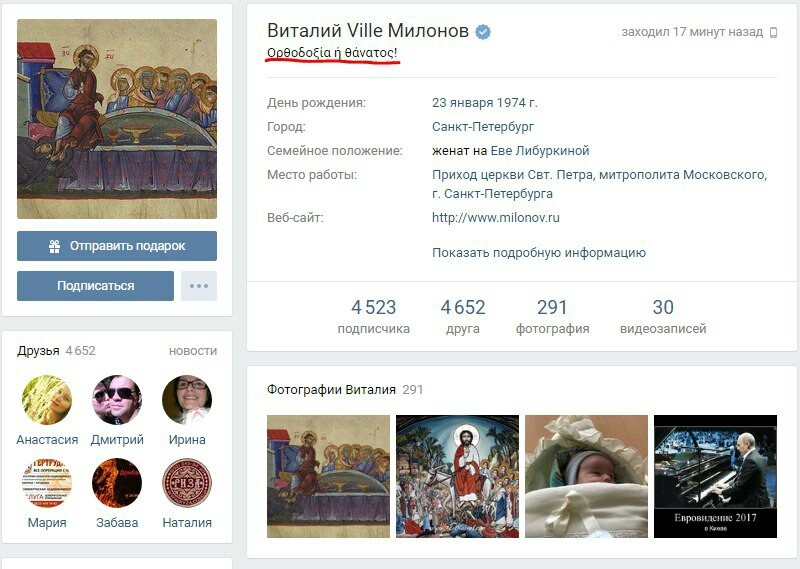 Виталий Ville Милонов
заходил 17 минут назад
Ορθοδοξία ή θάνατος!
День рождения: 23 января 1974 г.
Город: Санкт-Петербург
Семейное положение: женат на Еве Либуркиной
Место работы: Приход церкви Свт. Петра, митрополита Московского,
г. Санкт-Петербурга
Веб-сайт: http://www.milonov.ru
Показать подробную информацию
4 523 4 652 291 30
подписчика друга фотография видеозаписей
Отправить подарок
Подписаться
Друзья 4 652 новости
Анастасия Дмитрий Ирина
РИЗА
Мария Забава Наталия
Фотографии Виталия 291
Евровидение 2017
в Киеве